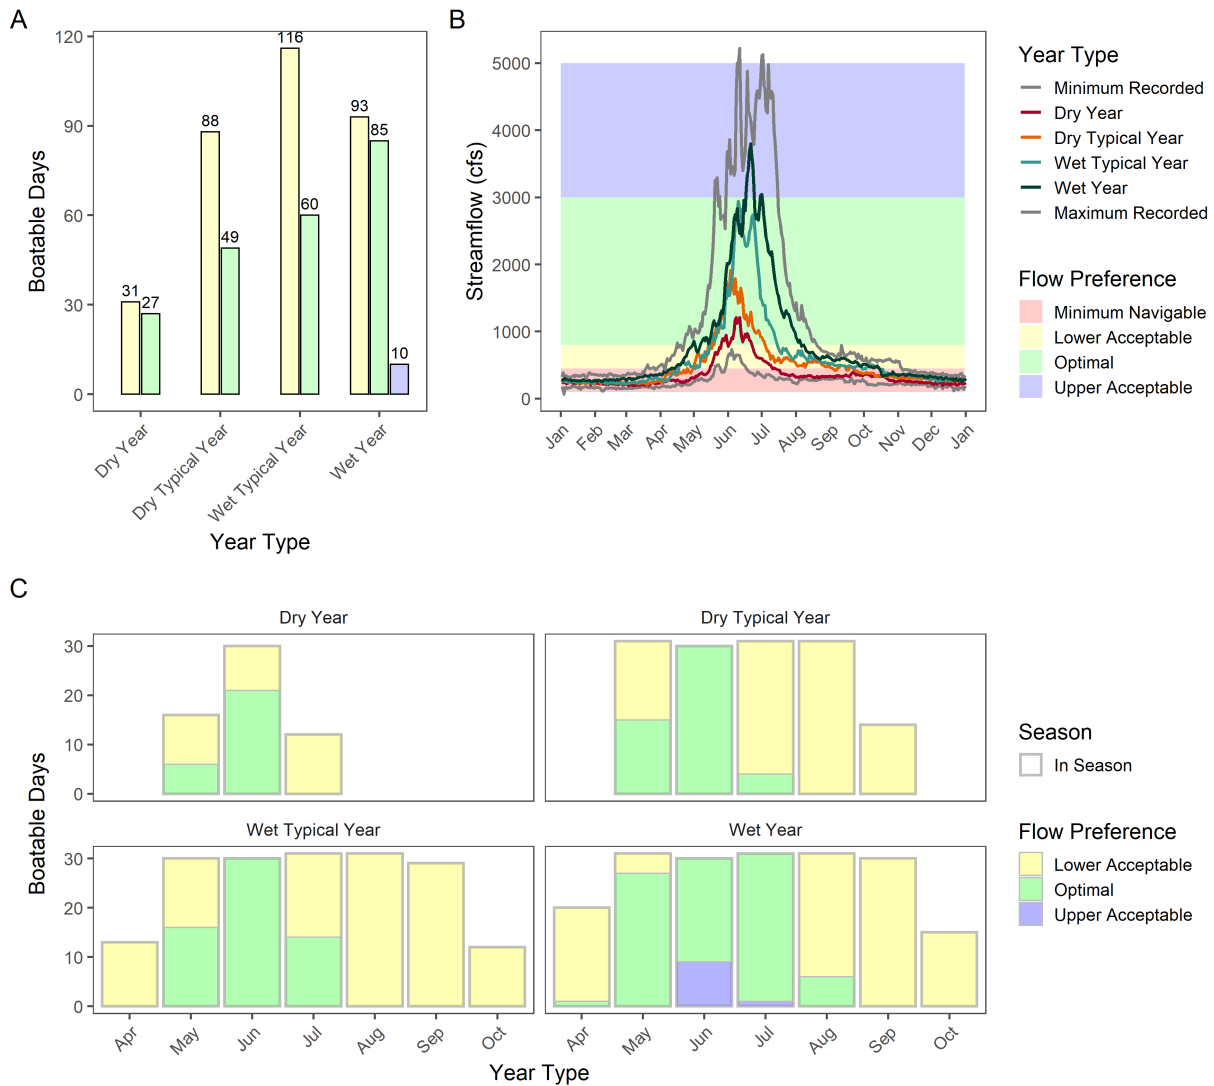 A
Boatable Days
120
90
60
30
0
31
27
88
49
116
60
93
85
10
Dry Year
Dry Typical Year
Wet Typical Year
Wet Year
Year Type
B
Streamflow (cfs)
5000
4000
3000
2000
1000
0
Jan
Feb
Mar
Apr
May
Jun
Jul
Aug
Sep
Oct
Nov
Dec
Jan
Year Type
Minimum Recorded
Dry Year
Dry Typical Year
Wet Typical Year
Wet Year
Maximum Recorded
Flow Preference
Minimum Navigable
Lower Acceptable
Optimal
Upper Acceptable
C
Boatable Days
Dry Year
30
20
10
0
Dry Typical Year
Wet Typical Year
30
20
10
0
Apr
May
Jun
Jul
Aug
Sep
Oct
Wet Year
Apr
May
Jun
Jul
Aug
Sep
Oct
Year Type
Season
In Season
Flow Preference
Lower Acceptable
Optimal
Upper Acceptable